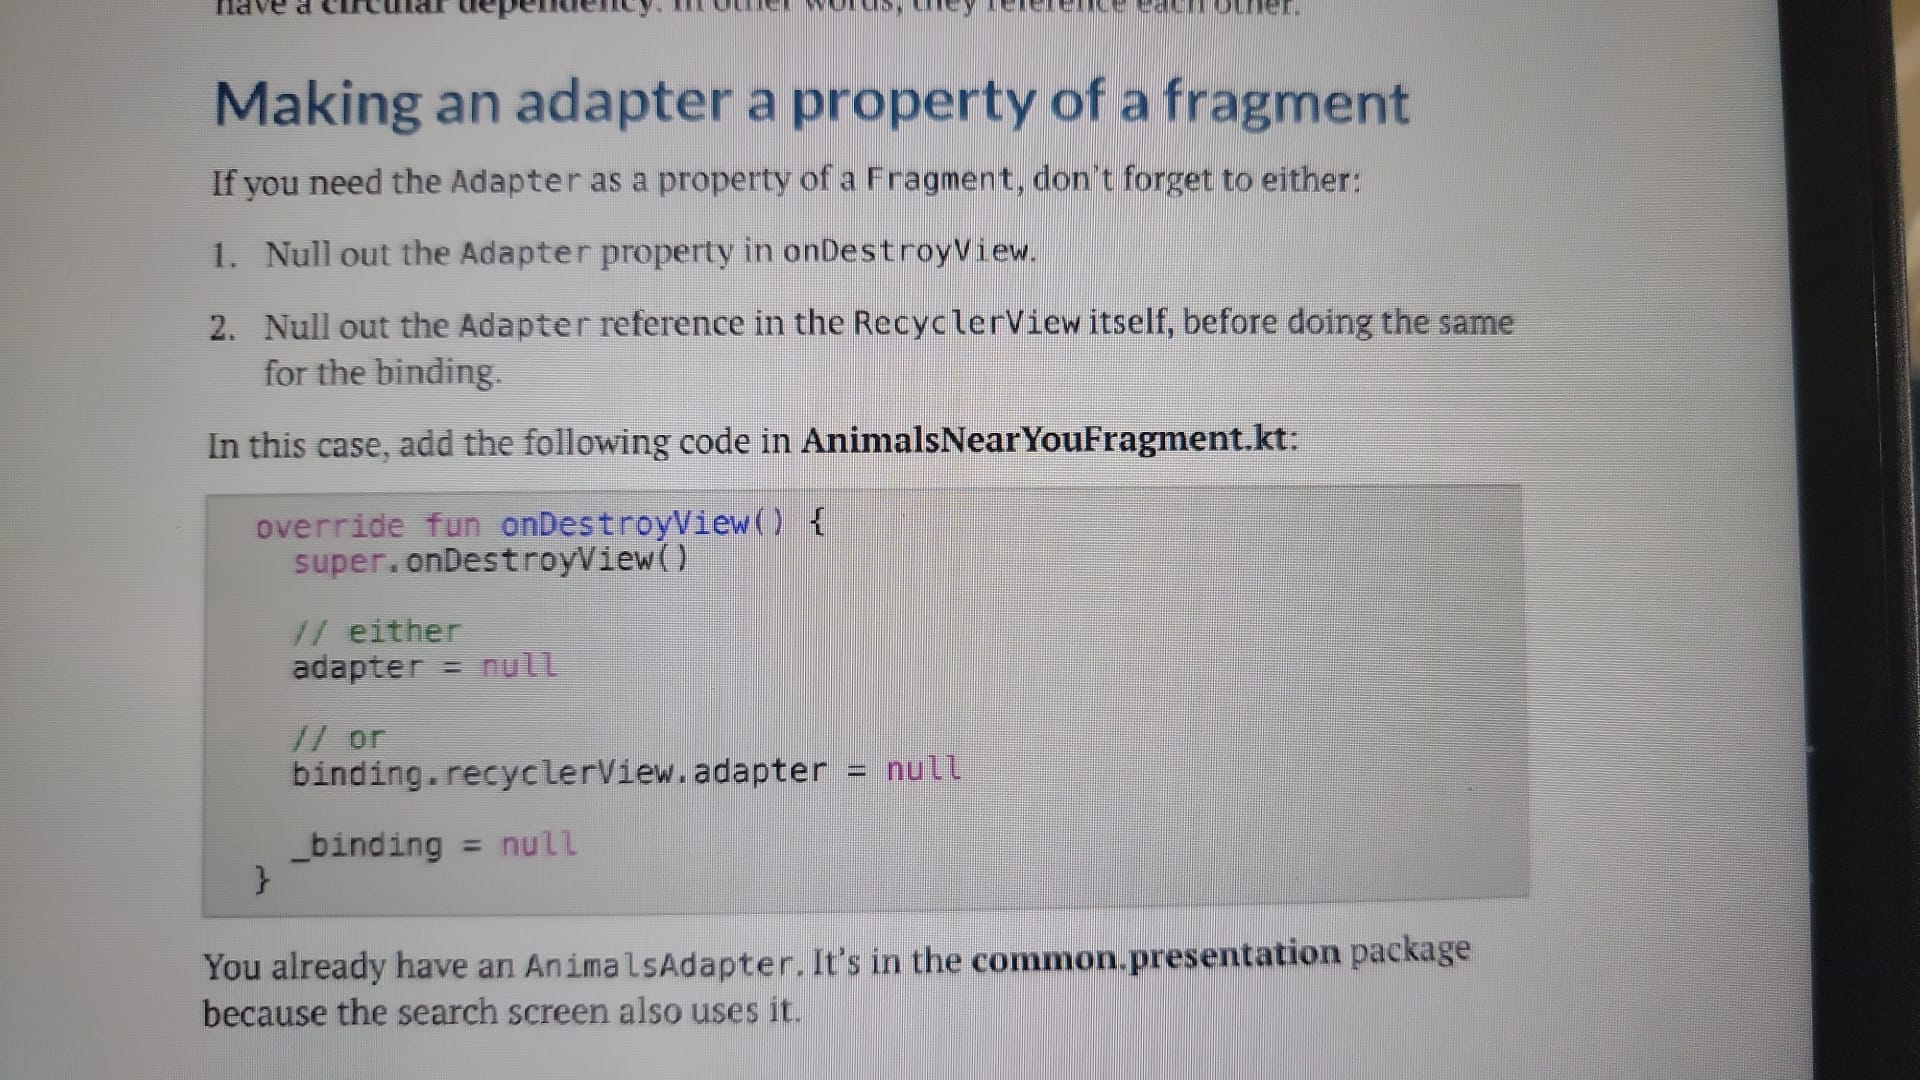 have a circular dependency. In other words, they reference each other.
Making an adapter a property of a fragment
If you need the Adapter as a property of a Fragment, don't forget to either:
1. Null out the Adapter property in onDestroyView.
2. Null out the Adapter reference in the RecyclerView itself, before doing the same
for the binding.
In this case, add the following code in AnimalsNearYouFragment.kt:
override fun onDestroyView() {
super.onDestroyView()
// either
adapter = null
// or
binding.recyclerView.adapter = null
_binding = null
}
You already have an AnimalsAdapter. It's in the common.presentation package
because the search screen also uses it.